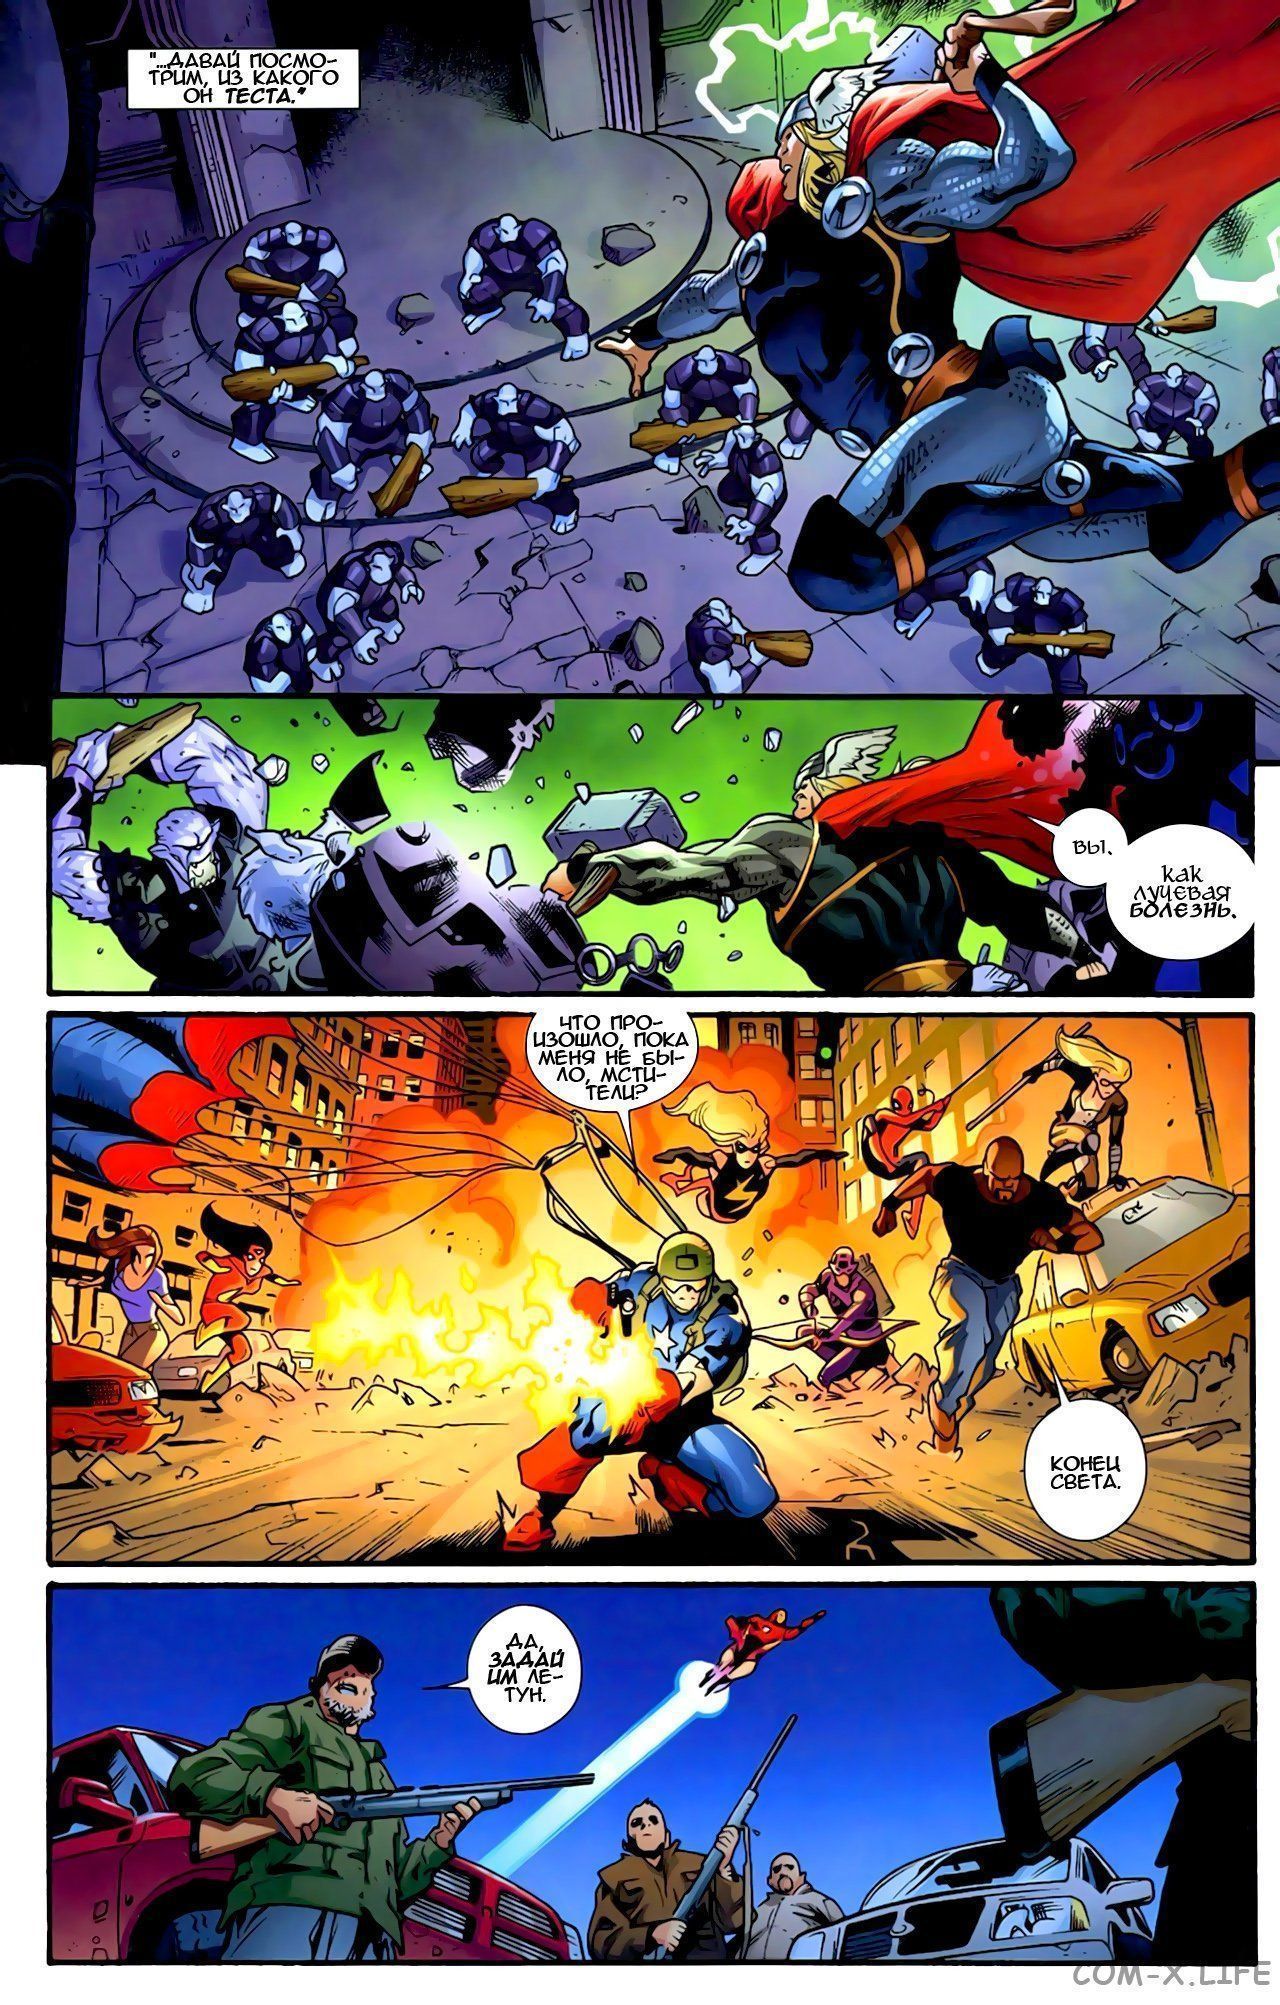 "...ДАВАЙ ПОСМО-
ТРИМ, ИЗ КАКОГО
ОН ТЕСТА."
ВЫ.
КАК
ЛУЧЕВАЯ
БОЛЕЗНЬ.
ЧТО ПРО-
ИЗОШЛО, ПОКА
МЕНЯ НЕ БЫ-
ЛО, МСТИ-
ТЕЛИ?
КОНЕЦ
СВЕТА.
ДА,
ЗАДАЙ
ИМ ЛЕ-
ТУН.
COM-X.LIFE